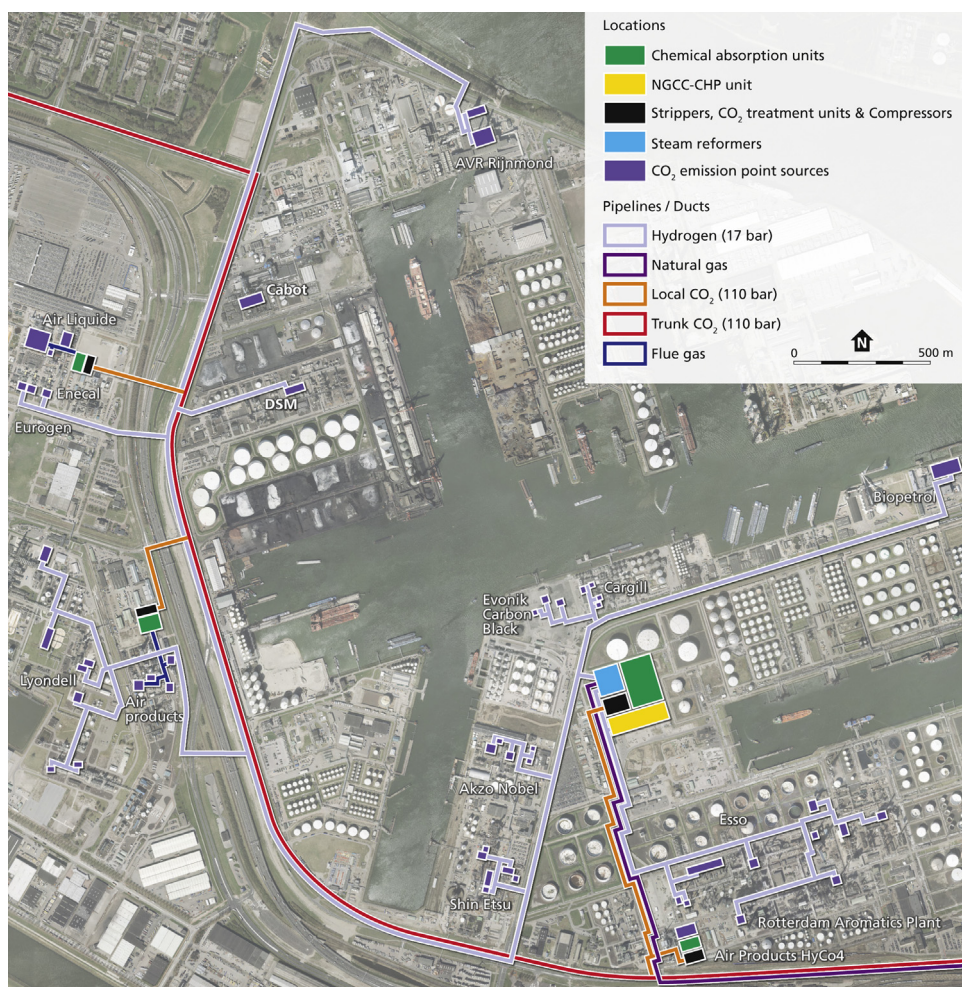 Locations
Chemical absorption units
NGCC-CHP unit
Strippers, CO₂ treatment units & Compressors
Steam reformers
CO₂ emission point sources
Pipelines / Ducts
Hydrogen (17 bar)
Natural gas
Local CO₂ (110 bar)
Trunk CO₂ (110 bar)
Flue gas
N
0 500 m
AVR Rijnmond
Cabot
Air Liquide
Enecal
DSM
Eurogen
Biopetrol
Cargill
Evonik
Carbon
Black
Lyondell
Air
products
Akzo Nobel
Esso
Shin Etsu
Rotterdam Aromatics Plant
Air Products HyCo4